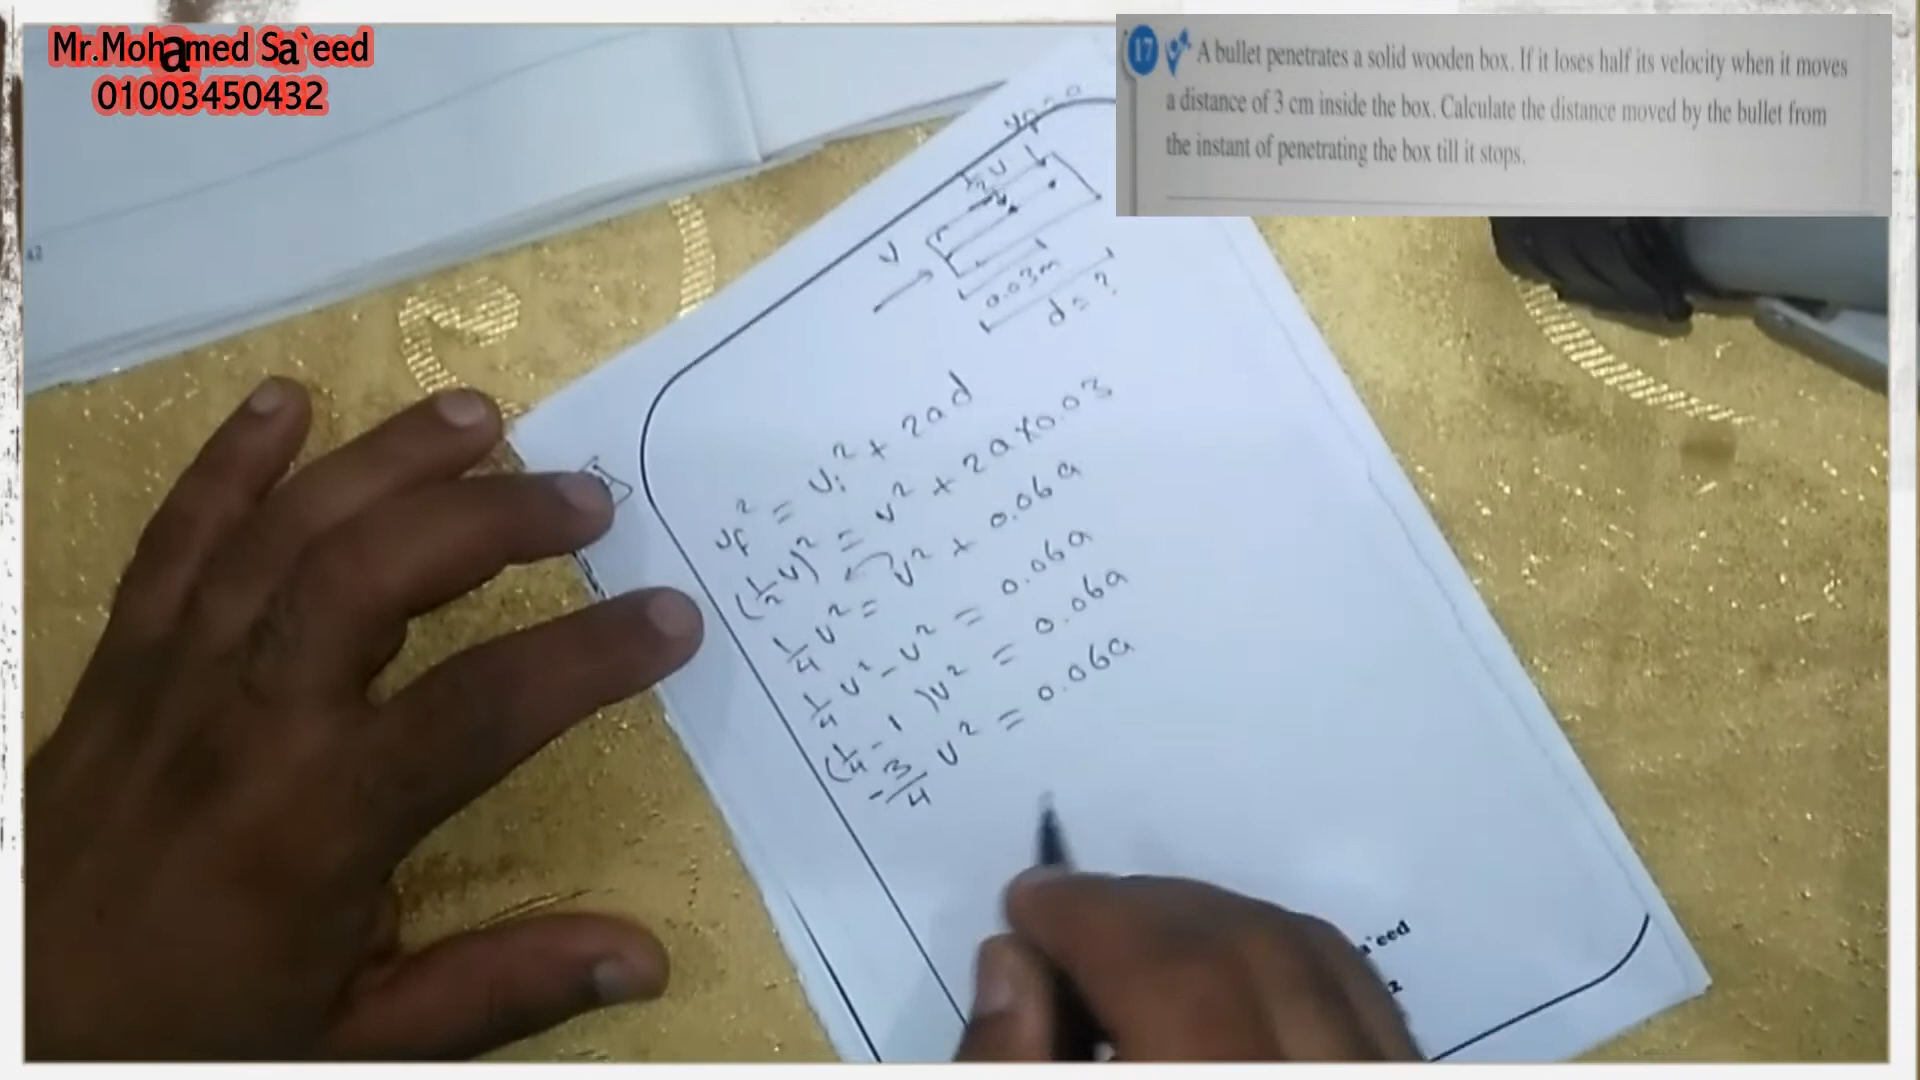 Mr.Mohamed Sa`eed
01003450432
17 A bullet penetrates a solid wooden box. If it loses half its velocity when it moves
a distance of 3 cm inside the box. Calculate the distance moved by the bullet from
the instant of penetrating the box till it stops.
½v
v
0.03m
d = ?
vf² = vi² + 2ad
(½v)² = v² + 2a×0.03
¼v² = v² + 0.06a
¼v² - v² = 0.06a
(¼ - 1)v² = 0.06a
-¾v² = 0.06a
a`eed
2